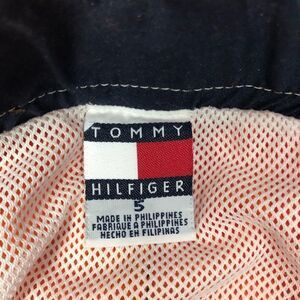 TOMMY
HILFIGER
5
MADE IN PHILIPPINES
FABRIQUE A PHILIPPINES
HECHO EN FILIPINAS